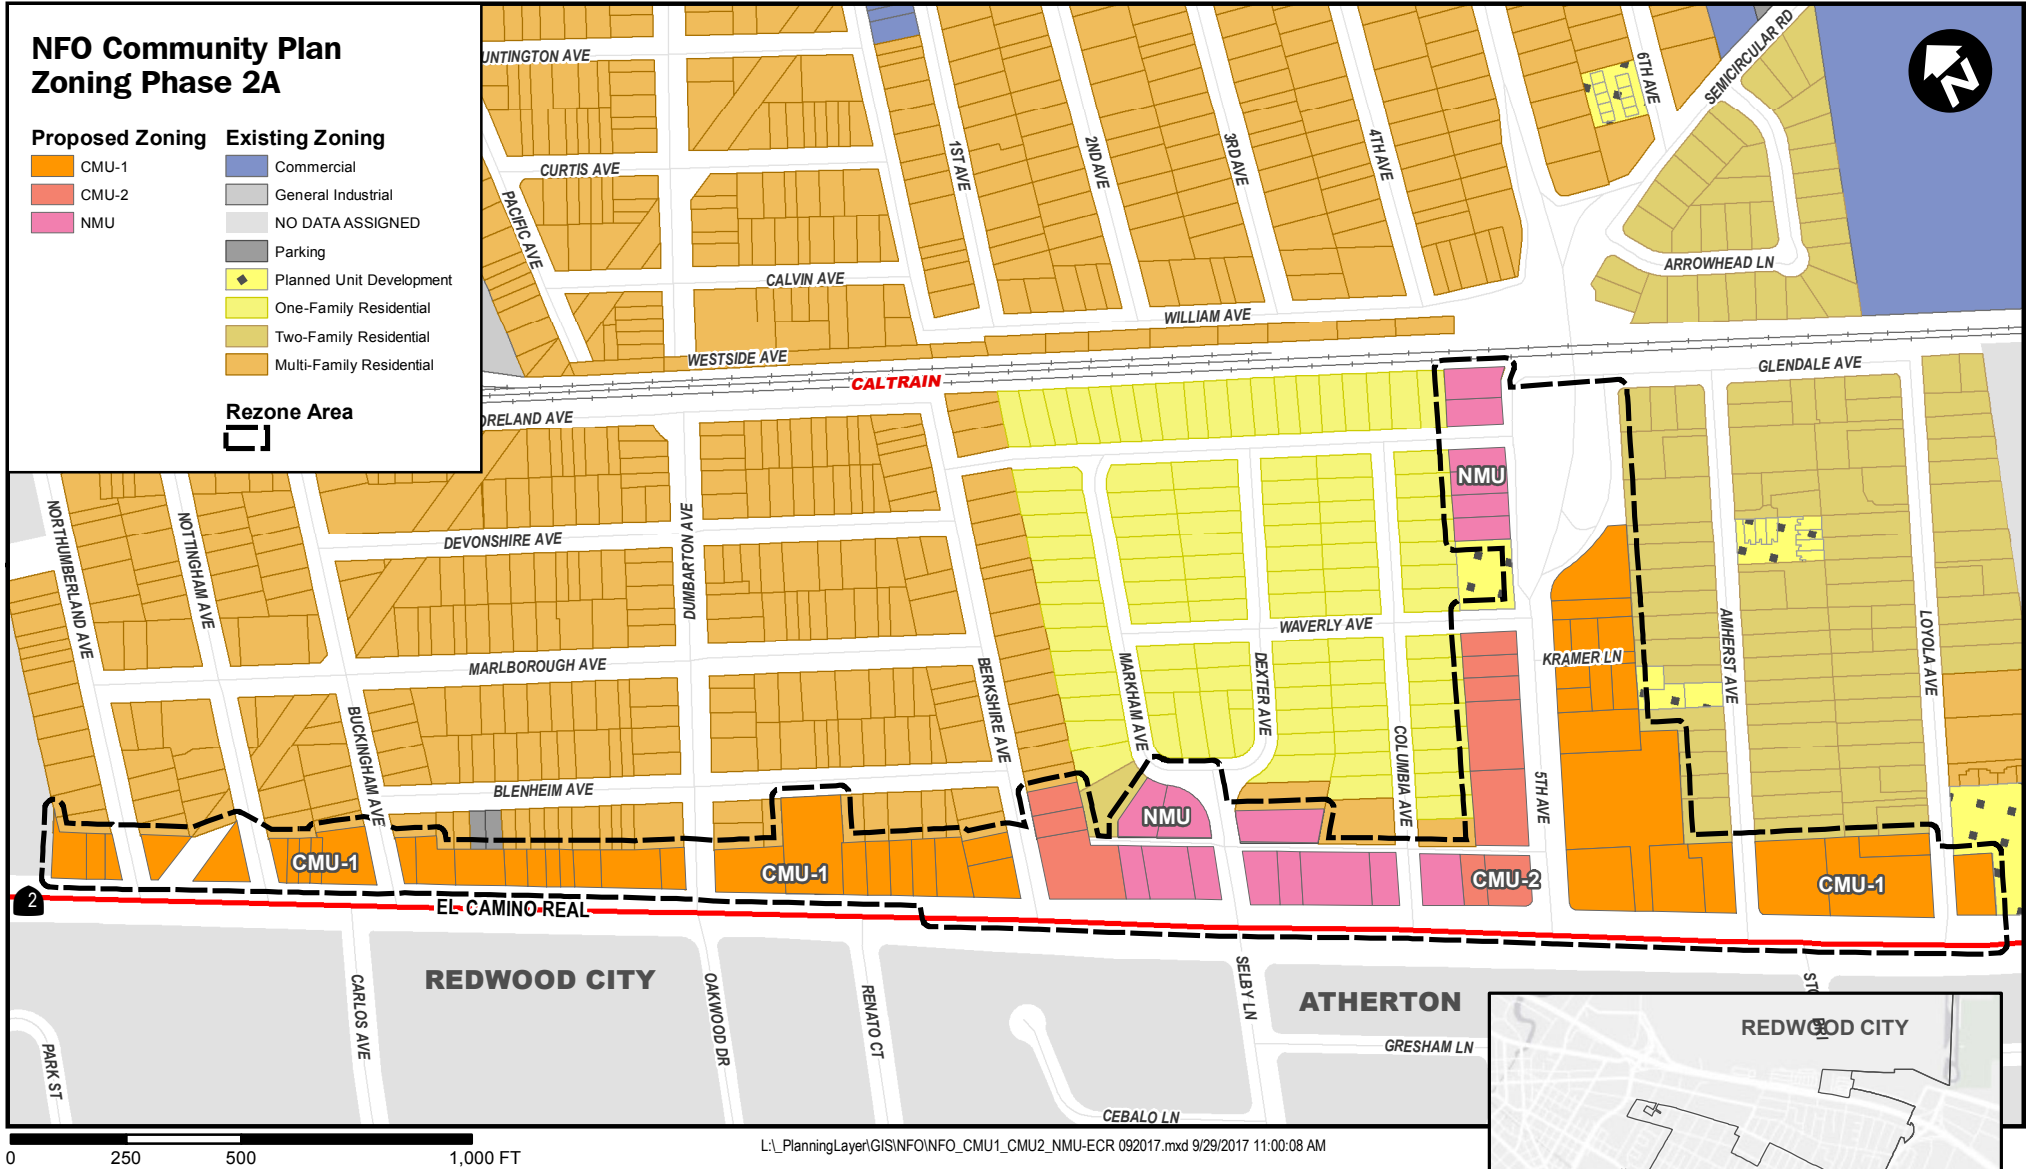 NFO Community Plan
Zoning Phase 2A
Proposed Zoning
CMU-1
CMU-2
NMU
Existing Zoning
Commercial
General Industrial
NO DATA ASSIGNED
Parking
Planned Unit Development
One-Family Residential
Two-Family Residential
Multi-Family Residential
Rezone Area
N
UNTINGTON AVE
CURTIS AVE
PACIFIC AVE
CALVIN AVE
1ST AVE
2ND AVE
3RD AVE
4TH AVE
6TH AVE
SEMICIRCULAR RD
ARROWHEAD LN
WILLIAM AVE
WESTSIDE AVE
CALTRAIN
GLENDALE AVE
ORELAND AVE
NORTHUMBERLAND AVE
NOTTINGHAM AVE
DEVONSHIRE AVE
DUMBARTON AVE
NMU
MARLBOROUGH AVE
BERKSHIRE AVE
WAVERLY AVE
MARKHAM AVE
DEXTER AVE
KRAMER LN
AMHERST AVE
LOYOLA AVE
BUCKINGHAM AVE
BLENHEIM AVE
COLUMBIA AVE
5TH AVE
NMU
CMU-1
CMU-1
CMU-2
CMU-1
2
EL CAMINO REAL
REDWOOD CITY
ATHERTON
PARK ST
CARLOS AVE
OAKWOOD DR
RENATO CT
SELBY LN
GRESHAM LN
CEBALO LN
REDWOOD CITY
0 250 500 1,000 FT
L:\_PlanningLayer\GIS\NFO\NFO_CMU1_CMU2_NMU-ECR 092017.mxd 9/29/2017 11:00:08 AM